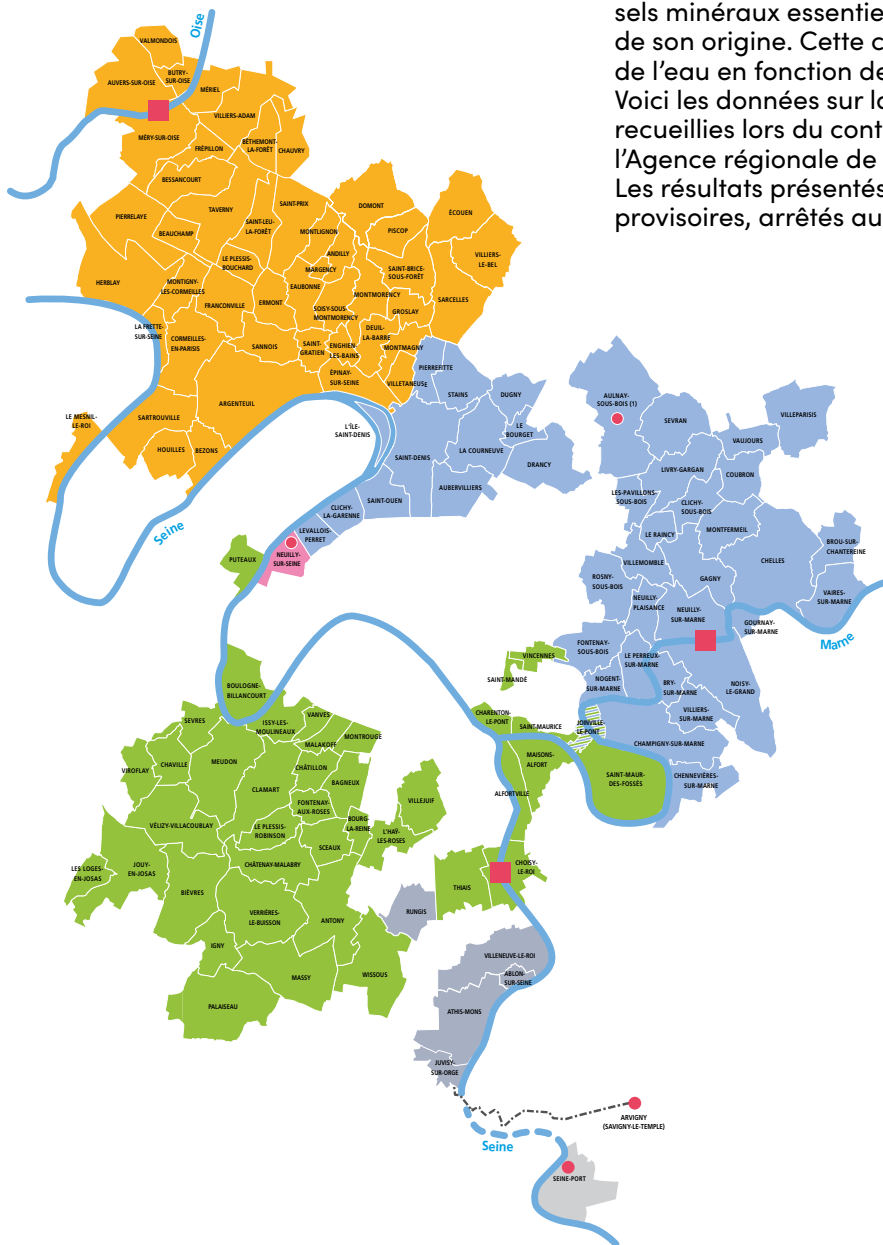 sels minéraux essentie
de son origine. Cette c
de l'eau en fonction de
Voici les données sur la
recueillies lors du cont
l'Agence régionale de
Les résultats présentés
provisoires, arrêtés au
Oise
VALMONDOIS
BUTRY-
SUR-OISE
AUVERS-SUR-OISE
MÉRIEL
VILLIERS-ADAM
MÉRY-SUR-OISE
FRÉPILLON
BÉTHEMONT-
LA-FORÊT
CHAUVRY
BESSANCOURT
PIERRELAYE
TAVERNY
SAINT-PRIX
DOMONT
ÉCOUEN
BEAUCHAMP
SAINT-LEU-
LA-FORÊT
MONTLIGNON
PISCOP
ANDILLY
VILLIERS-
LE-BEL
LE PLESSIS-
BOUCHARD
MARGENCY
SAINT-BRICE-
SOUS-FORÊT
HERBLAY
MONTIGNY-
LES-CORMEILLES
EAUBONNE
MONTMORENCY
SARCELLES
FRANCONVILLE
ERMONT
SOISY-SOUS-
MONTMORENCY
GROSLAY
LA FRETTE-
SUR-SEINE
CORMEILLES-
EN-PARISIS
SANNOIS
SAINT-
GRATIEN
ENGHIEN-
LES-BAINS
DEUIL-
LA-BARRE
MONTMAGNY
ÉPINAY-
SUR-SEINE
VILLETANEUSE
PIERREFITTE
ARGENTEUIL
LE MESNIL-
LE-ROI
SARTROUVILLE
HOUILLES
BEZONS
STAINS
DUGNY
LE
BOURGET
L'ÎLE-
SAINT-DENIS
SAINT-DENIS
LA COURNEUVE
DRANCY
AUBERVILLIERS
SAINT-OUEN
CLICHY-
LA-GARENNE
LEVALLOIS-
PERRET
NEUILLY-
SUR-SEINE
PUTEAUX
Seine
AULNAY-
SOUS-BOIS (1)
SEVRAN
VILLEPARISIS
VAUJOURS
LIVRY-GARGAN
COUBRON
LES-PAVILLONS-
SOUS-BOIS
CLICHY-
SOUS-BOIS
LE RAINCY
MONTFERMEIL
BROU-SUR-
CHANTEREINE
VILLEMOMBLE
CHELLES
ROSNY-
SOUS-BOIS
GAGNY
NEUILLY-
PLAISANCE
NEUILLY-
SUR-MARNE
VAIRES-
SUR-MARNE
GOURNAY-
SUR-MARNE
Marne
FONTENAY-
SOUS-BOIS
LE PERREUX-
SUR-MARNE
VINCENNES
SAINT-MANDÉ
NOGENT-
SUR-MARNE
BRY-
SUR-MARNE
NOISY-
LE-GRAND
VILLIERS-
SUR-MARNE
CHARENTON-
LE-PONT
SAINT-MAURICE
JOINVILLE-
LE-PONT
CHAMPIGNY-SUR-MARNE
MAISONS-
ALFORT
SAINT-MAUR-
DES-FOSSÉS
CHENNEVIÈRES-
SUR-MARNE
ALFORTVILLE
BOULOGNE-
BILLANCOURT
SEVRES
ISSY-LES-
MOULINEAUX
VANVES
MALAKOFF
MONTROUGE
VIROFLAY
CHAVILLE
MEUDON
CHÂTILLON
CLAMART
BAGNEUX
FONTENAY-
AUX-ROSES
VILLEJUIF
BOURG-
LA-REINE
L'HAŸ-
LES-ROSES
VÉLIZY-VILLACOUBLAY
LE PLESSIS-
ROBINSON
SCEAUX
LES LOGES-
EN-JOSAS
JOUY-
EN-JOSAS
CHÂTENAY-MALABRY
BIÈVRES
VERRIÈRES-
LE-BUISSON
ANTONY
IGNY
MASSY
WISSOUS
PALAISEAU
RUNGIS
THIAIS
CHOISY-
LE-ROI
VILLENEUVE-LE-ROI
ABLON-
SUR-SEINE
ATHIS-MONS
JUVISY-
SUR-ORGE
ARVIGNY
(SAVIGNY-LE-TEMPLE)
Seine
SEINE-PORT